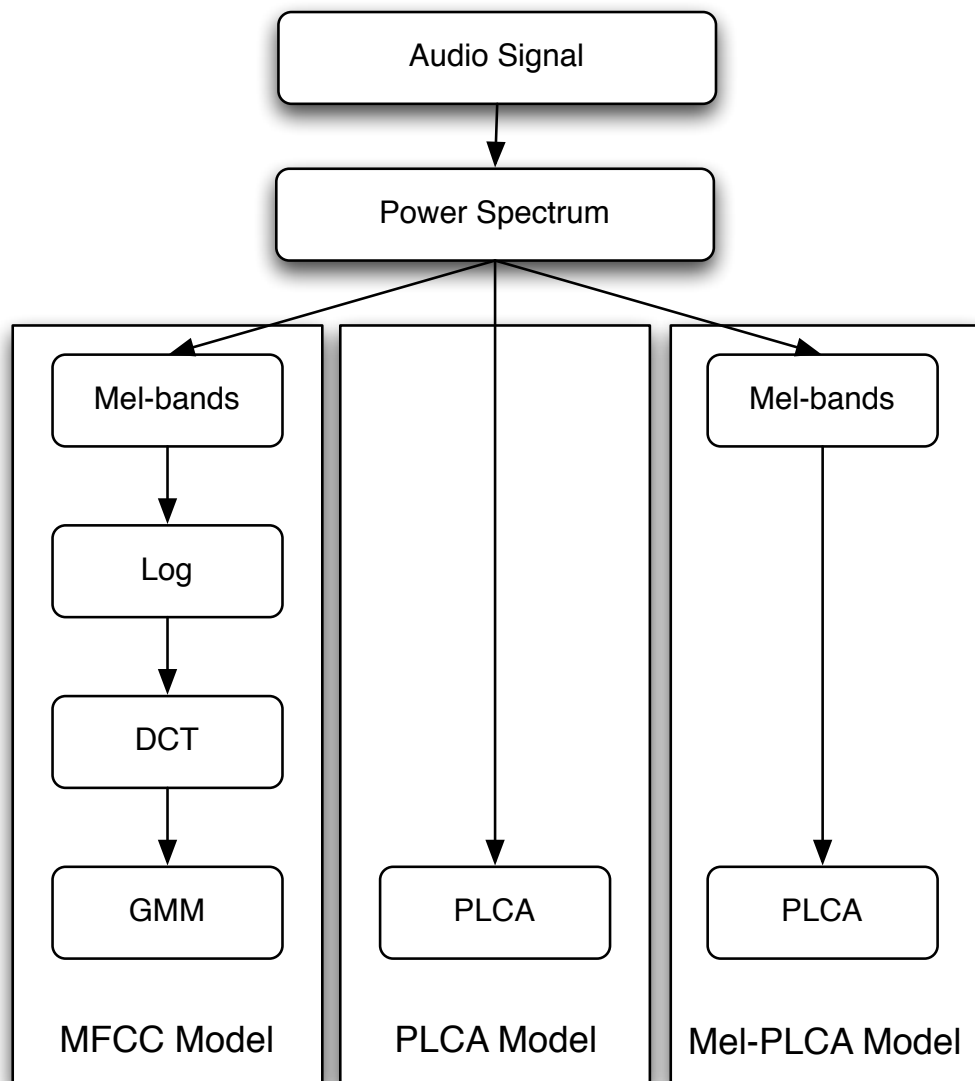 Audio Signal
Power Spectrum
Mel-bands
Mel-bands
Log
DCT
GMM
PLCA
PLCA
MFCC Model
PLCA Model
Mel-PLCA Model